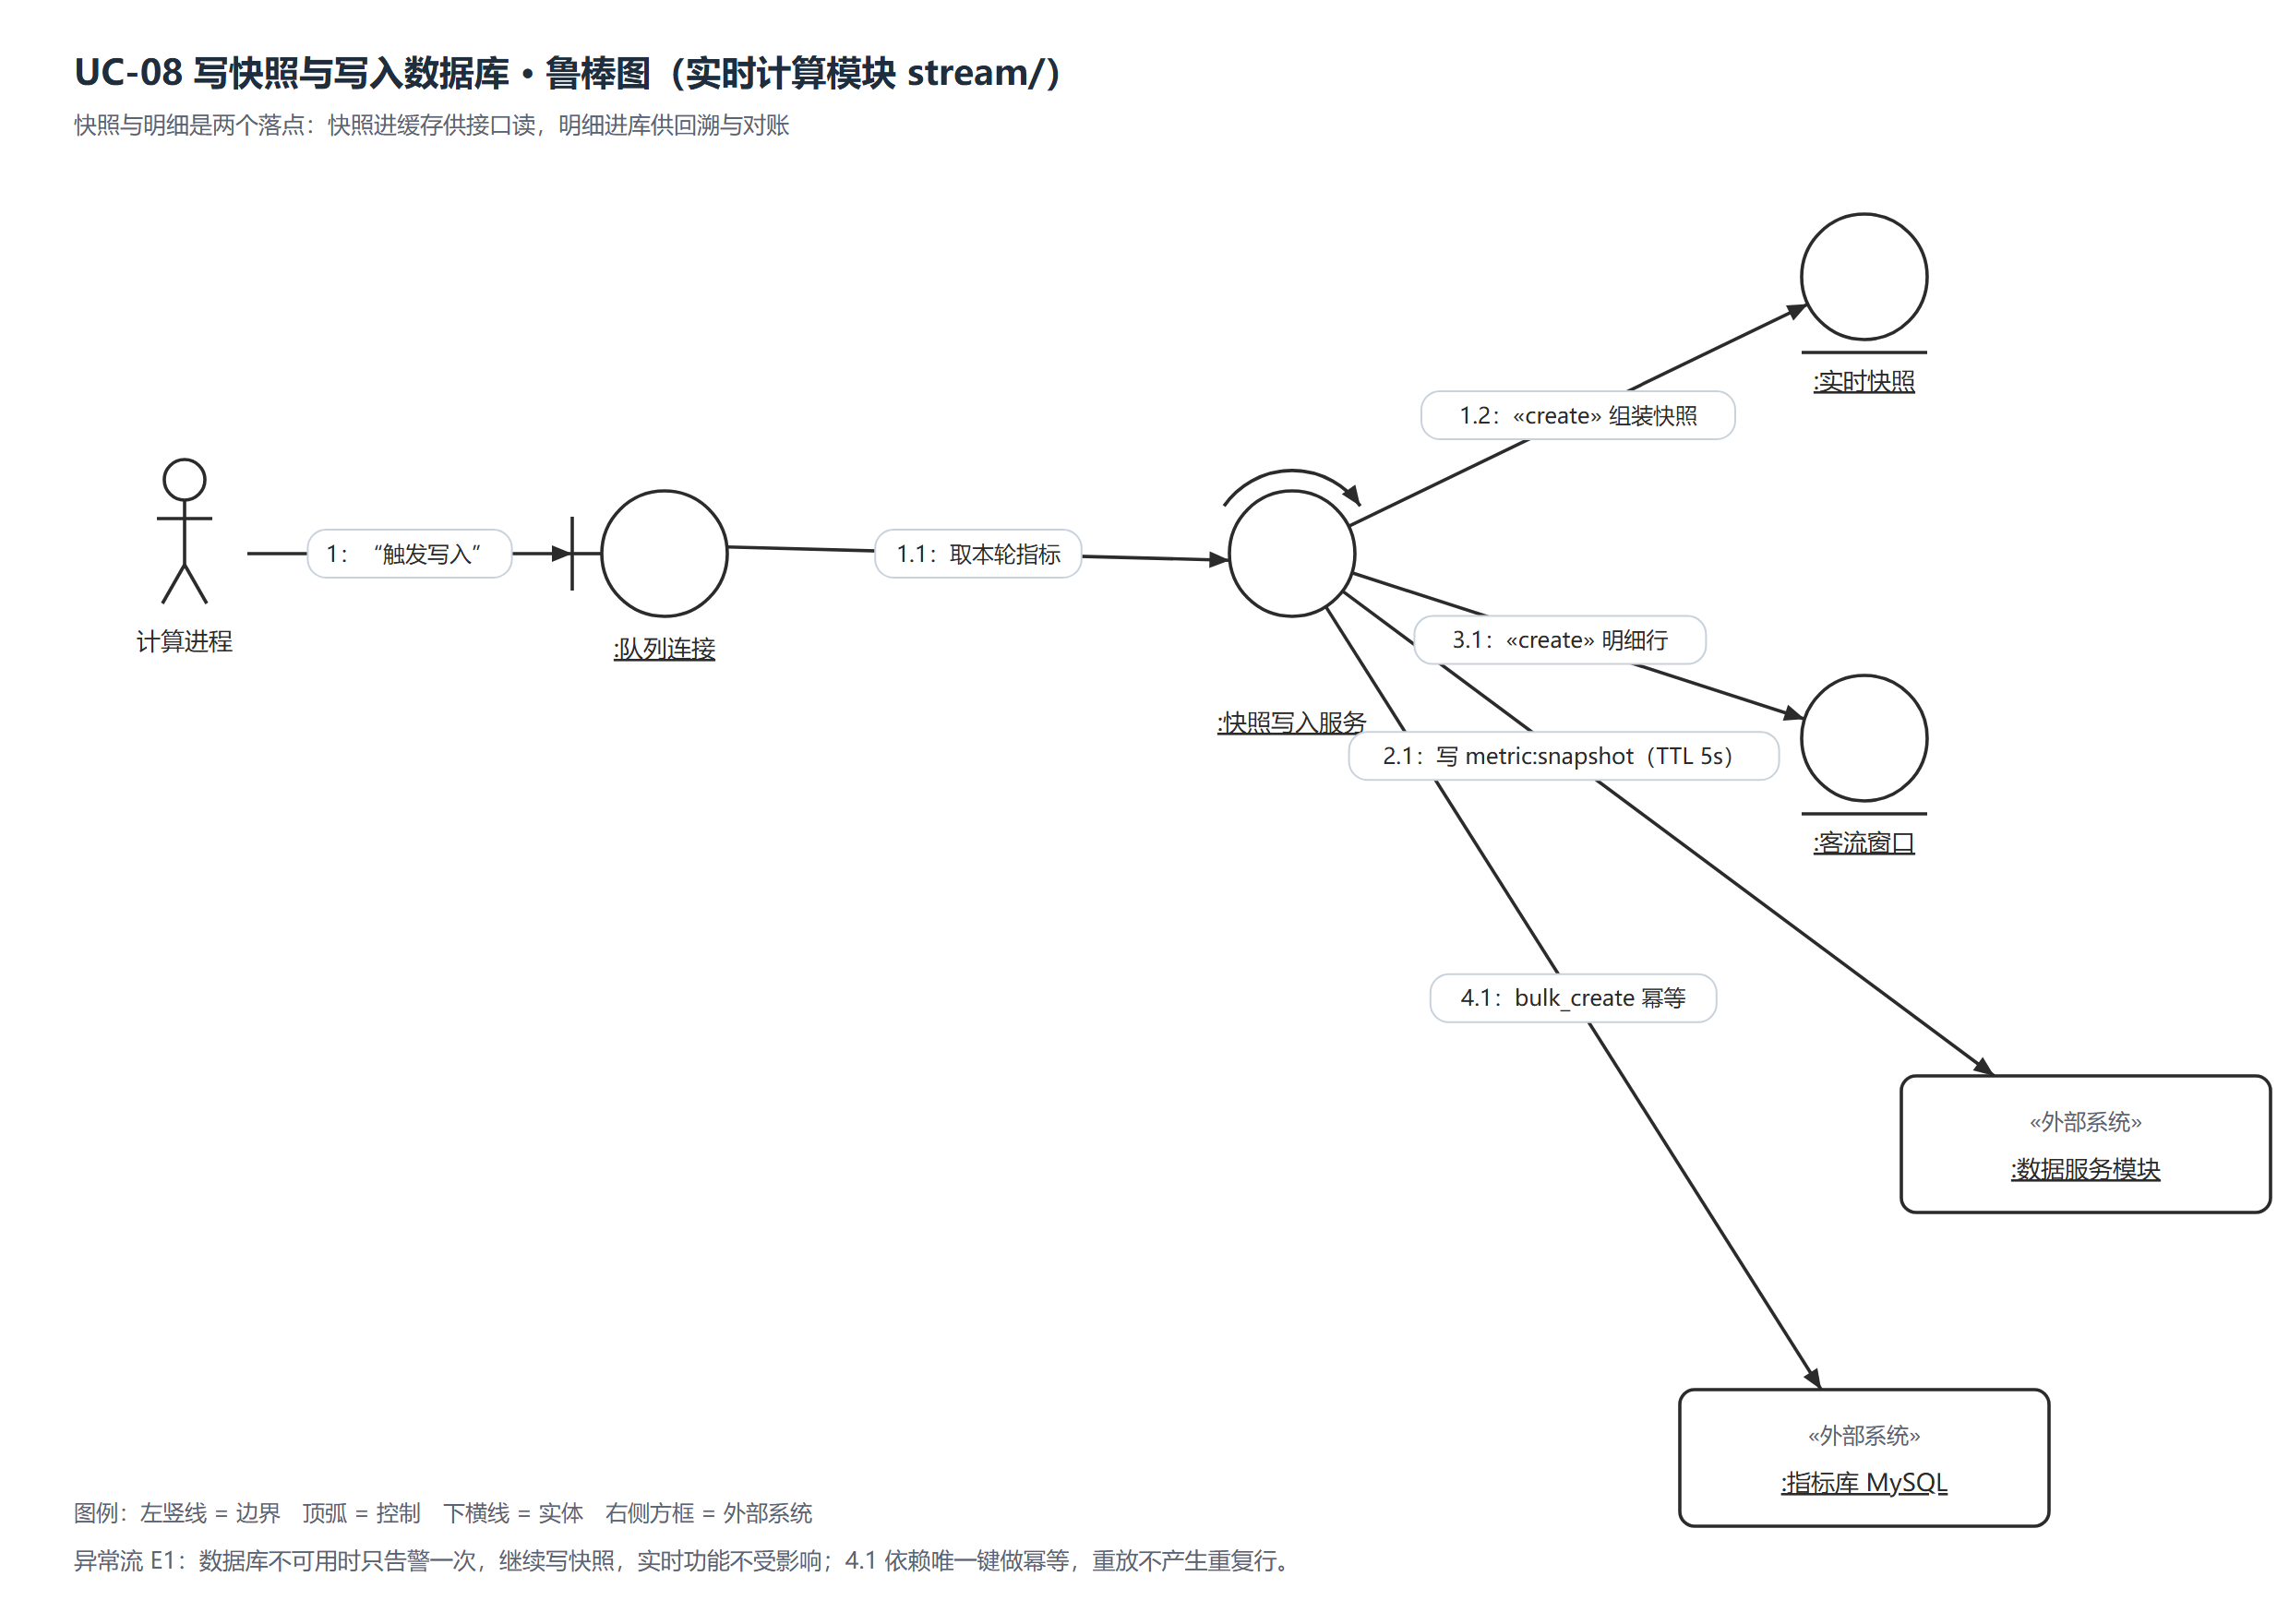 UC-08 写快照与写入数据库 • 鲁棒图（实时计算模块 stream/）
快照与明细是两个落点：快照进缓存供接口读，明细进库供回溯与对账
:实时快照
1.2：«create» 组装快照
1：“触发写入”
1.1：取本轮指标
计算进程
:队列连接
3.1：«create» 明细行
:快照写入服务
2.1：写 metric:snapshot（TTL 5s）
:客流窗口
4.1：bulk_create 幂等
«外部系统»
:数据服务模块
«外部系统»
:指标库 MySQL
图例：左竖线 = 边界　顶弧 = 控制　下横线 = 实体　右侧方框 = 外部系统
异常流 E1：数据库不可用时只告警一次，继续写快照，实时功能不受影响；4.1 依赖唯一键做幂等，重放不产生重复行。